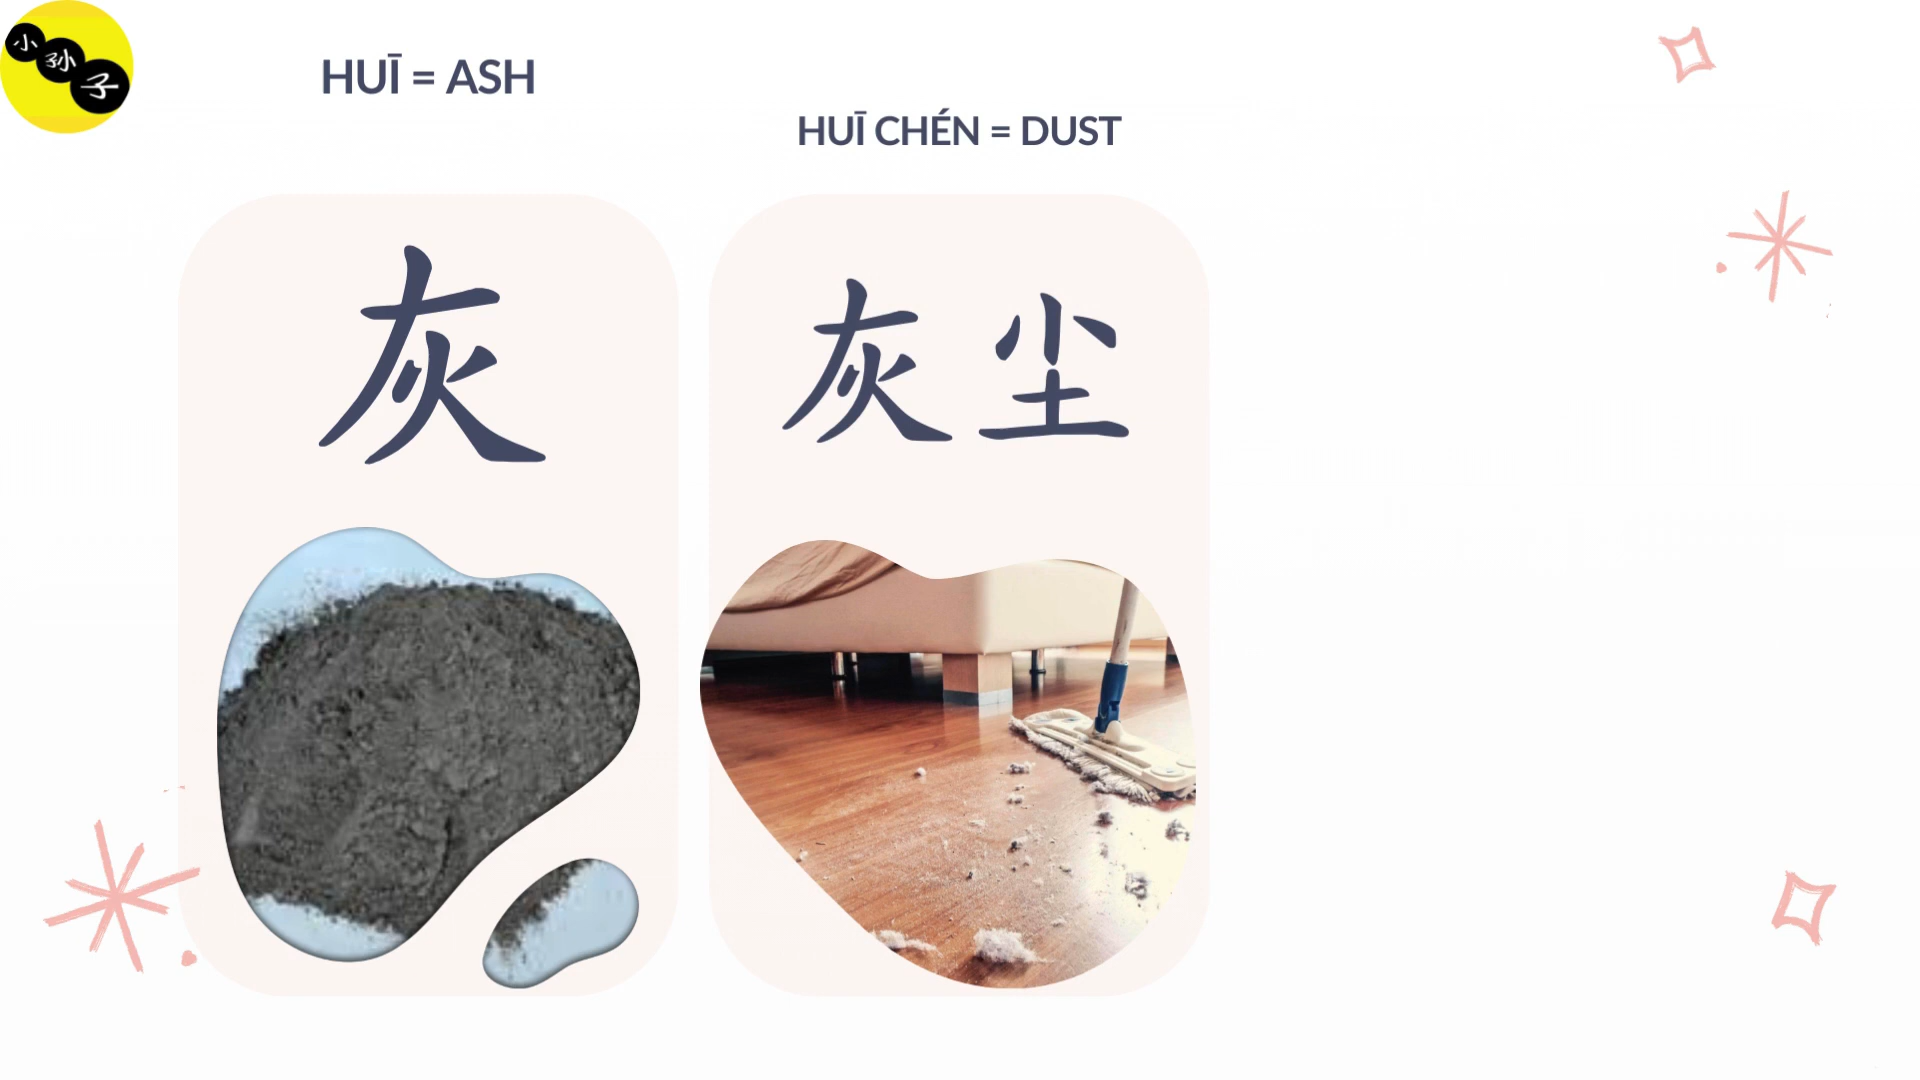 小孙子
HUĪ = ASH
HUĪ CHÉN = DUST
灰
灰尘